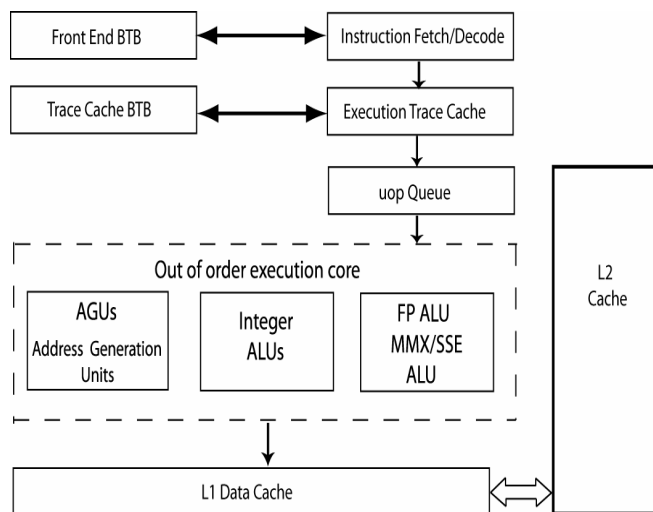 Front End BTB
Instruction Fetch/Decode
Trace Cache BTB
Execution Trace Cache
uop Queue
Out of order execution core
AGUs
Address Generation
Units
Integer
ALUs
FP ALU
MMX/SSE
ALU
L2
Cache
L1 Data Cache